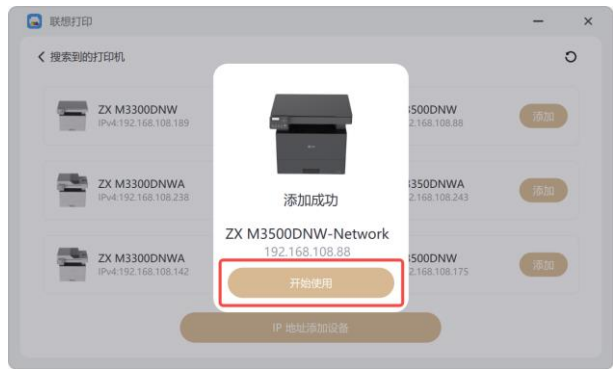 联想打印
搜索到的打印机
ZX M3300DNW
IPv4:192.168.108.189
3500DNW
2.168.108.88
添加
ZX M3300DNWA
IPv4:192.168.108.238
3350DNWA
2.168.108.243
添加
ZX M3300DNWA
IPv4:192.168.108.142
3500DNW
2.168.108.175
添加
添加成功
ZX M3500DNW-Network
192.168.108.88
开始使用
IP 地址添加设备